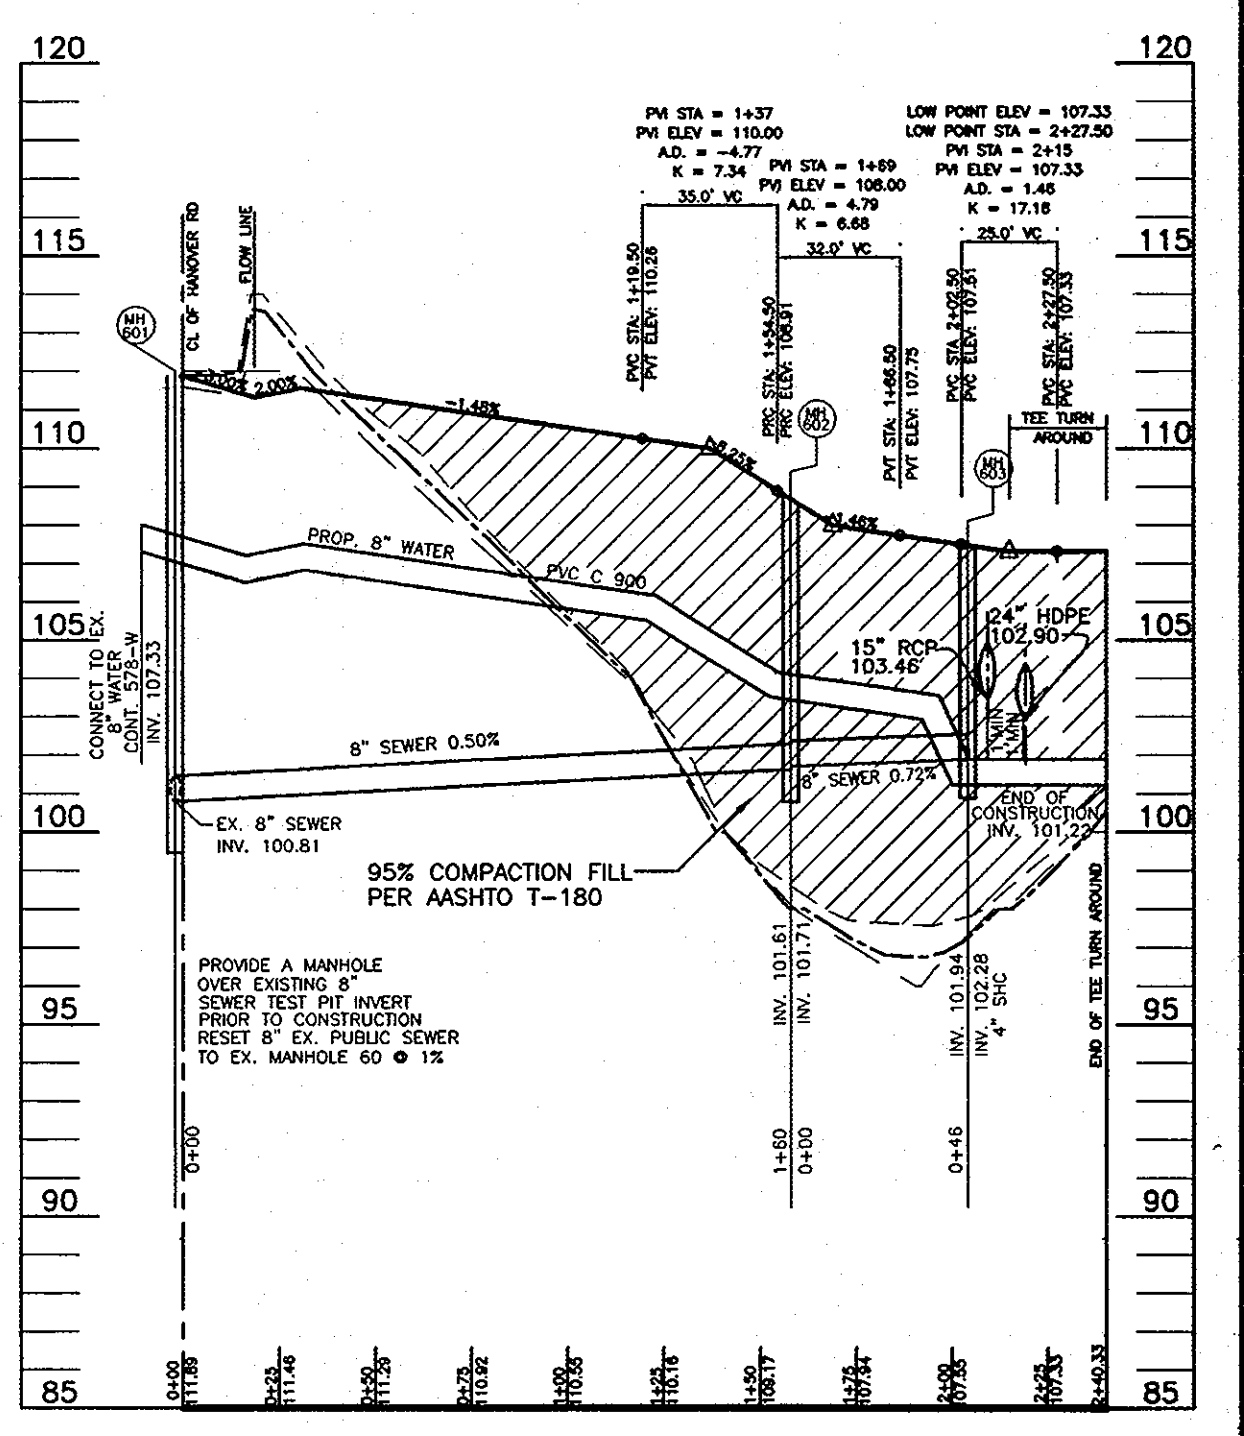 120
120
PVI STA = 1+37
PVI ELEV = 110.00
A.D. = -4.77
K = 7.34
35.0' VC
PVI STA = 1+69
PVI ELEV = 108.00
A.D. = 4.79
K = 6.68
32.0' VC
LOW POINT ELEV = 107.33
LOW POINT STA = 2+27.50
PVI STA = 2+15
PVI ELEV = 107.33
A.D. = 1.46
K = 17.16
25.0' VC
115
115
CL OF HANOVER RD
FLOW LINE
MH
601
PVC STA: 1+19.50
PVT ELEV: 110.26
PRC STA: 1+54.50
PRC ELEV: 108.91
MH
602
PVT STA: 1+86.50
PVT ELEV: 107.75
PVC STA 2+02.50
PVC ELEV: 107.51
PVC STA: 2+27.50
PVC ELEV: 107.33
TEE TURN
AROUND
MH
603
2.00%
2.00%
-1.48%
-6.25%
-1.46%
110
110
PROP. 8" WATER
PVC C 900
105
105
CONNECT TO EX.
8" WATER
CONT. 578-W
INV. 107.33
24" HDPE
102.90
15" RCP
103.46
1' MIN
1' MIN
8" SEWER 0.50%
8" SEWER 0.72%
EX. 8" SEWER
INV. 100.81
END OF
CONSTRUCTION
INV. 101.22
100
100
95% COMPACTION FILL
PER AASHTO T-180
END OF TEE TURN AROUND
PROVIDE A MANHOLE
OVER EXISTING 8"
SEWER TEST PIT INVERT
PRIOR TO CONSTRUCTION
RESET 8" EX. PUBLIC SEWER
TO EX. MANHOLE 60 @ 1%
INV. 101.61
INV. 101.71
INV. 101.94
INV. 102.28
4" SHC
95
95
0+00
1+60
0+00
0+46
90
90
85
85
0+00
111.89
0+25
111.46
0+50
111.29
0+75
110.92
1+00
110.55
1+25
110.16
1+50
109.17
1+75
107.94
2+00
107.55
2+25
107.33
2+40.33